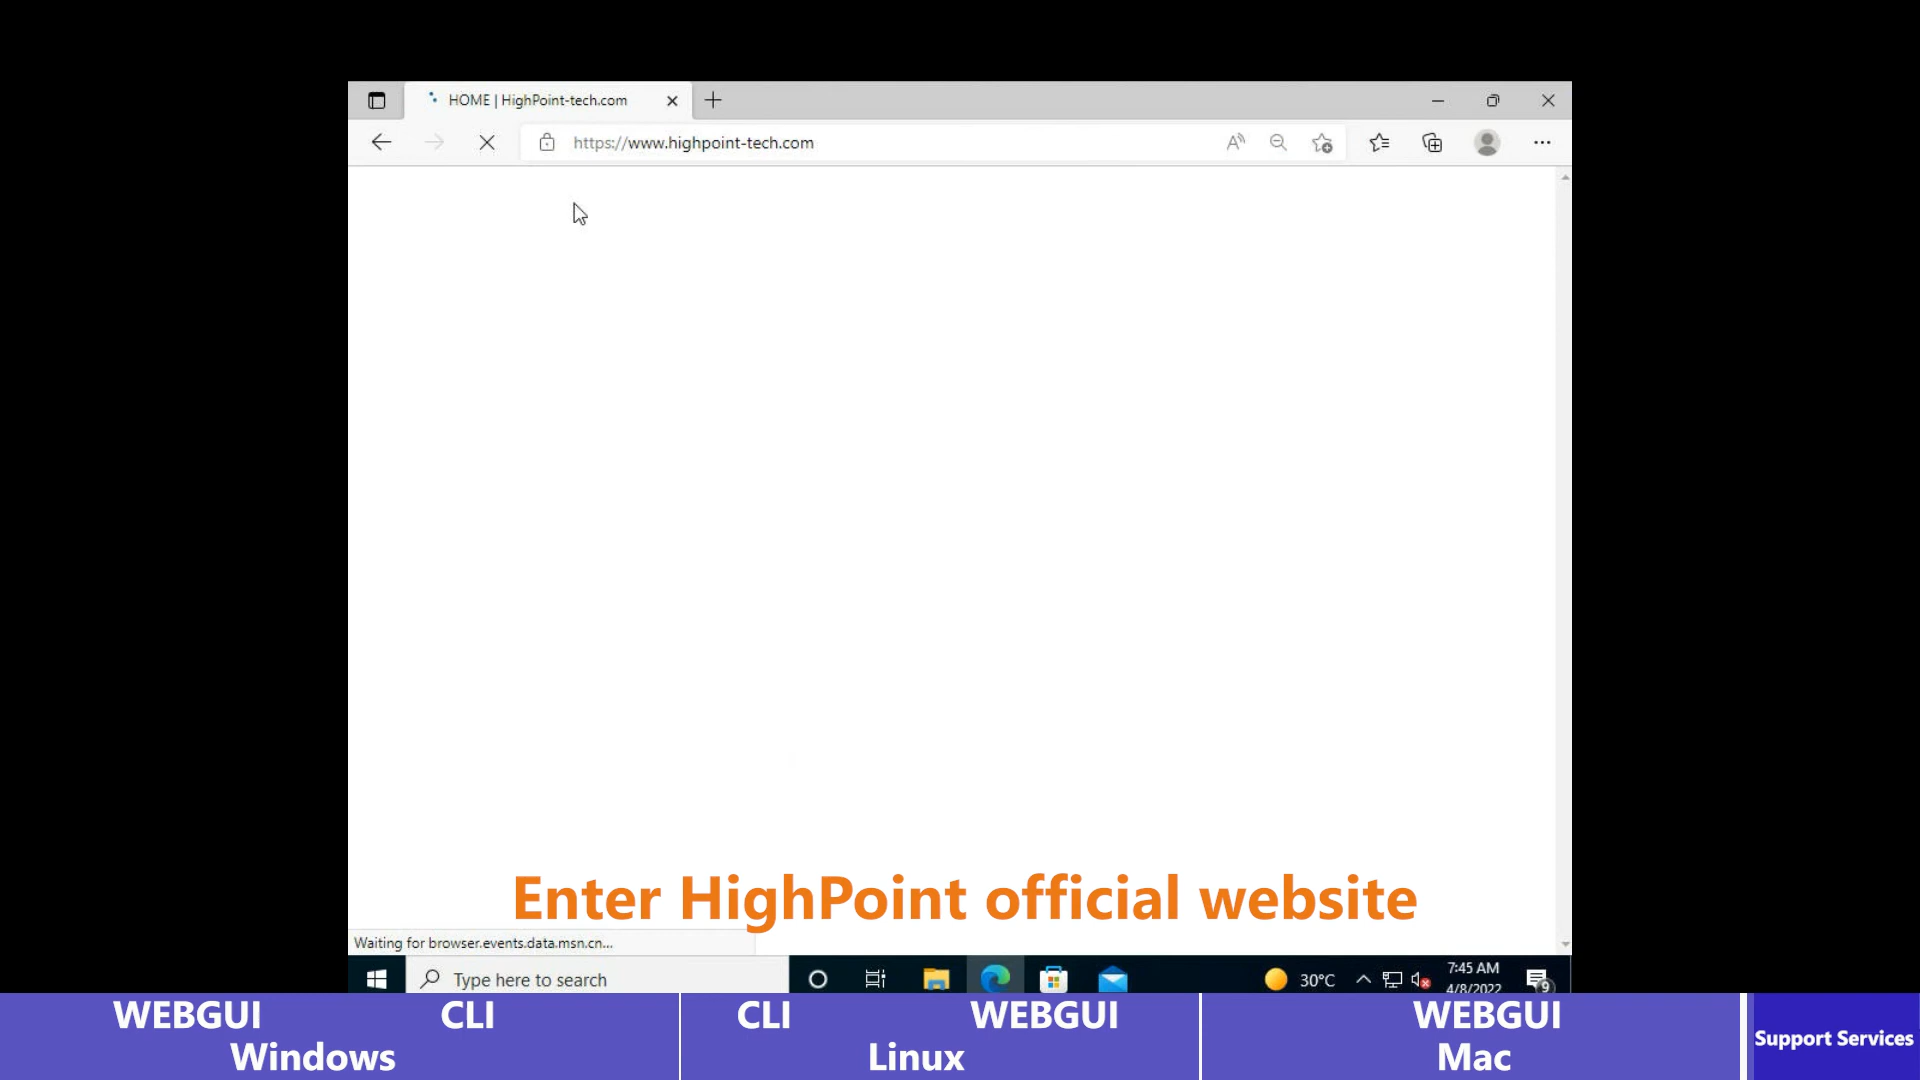 HOME | HighPoint-tech.com
https://www.highpoint-tech.com
Enter HighPoint official website
Waiting for browser.events.data.msn.cn...
Type here to search
30°C
7:45 AM
4/8/2022
9
WEBGUI CLI CLI WEBGUI WEBGUI
Windows Linux Mac
Support Services